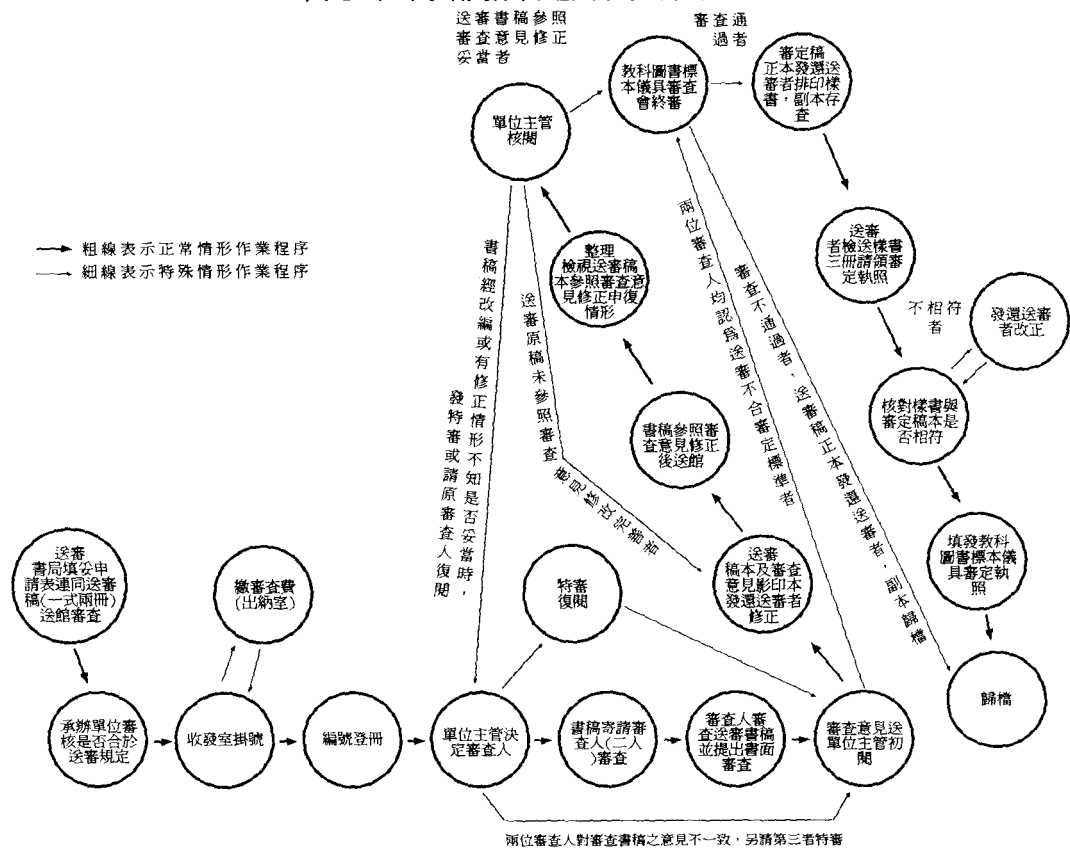 送審書稿參照
審查意見修正
妥當者
審查通
過者
單位主管
核閱
教科圖書標
本儀具審查
會終審
審定稿
正本發還送
審者排印樣
書，副本存
查
粗線表示正常情形作業程序
細線表示特殊情形作業程序
整理
檢視送審稿
本參照審查意
見修正申復
情形
送審
者檢送樣書
三冊請領審
定執照
不相符
者
發還送審
者改正
書稿經改編或有修正情形不知是否妥當時，
發特審或請原審查人復閱
送審原稿未參照審查
意見修改完審者
兩位審查人均認為送審不合審定標準者
審查不通過者，送審稿正本發還送審者，副本歸檔
書稿參照審
查意見修正
後送館
核對樣書與
審定稿本是
否相符
送審
書局填妥申
請表連同送審
稿(一式兩冊)
送館審查
繳審查費
(出納室)
特審
復閱
送審
稿本及審查
意見影印本
發還送審者
修正
填發教科
圖書標本儀
具審定執
照
歸檔
承辦單位審
核是否合於
送審規定
收發室掛號
編號登冊
單位主管決
定審查人
書稿寄請審
查人(二人)
審查
審查人審
查送審書稿
並提出書面
審查
審查意見送
單位主管初
閱
兩位審查人對審查書稿之意見不一致，另請第三者特審